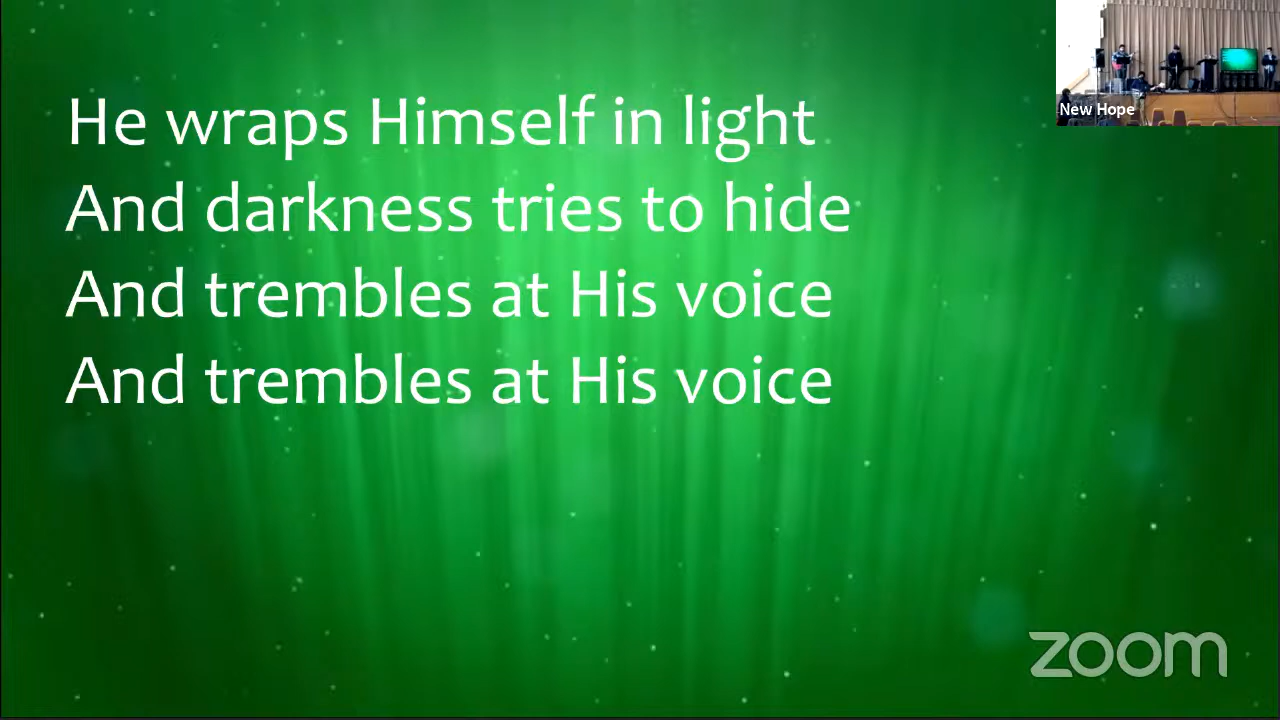 He wraps Himself in light
And darkness tries to hide
And trembles at His voice
And trembles at His voice
New Hope
zoom